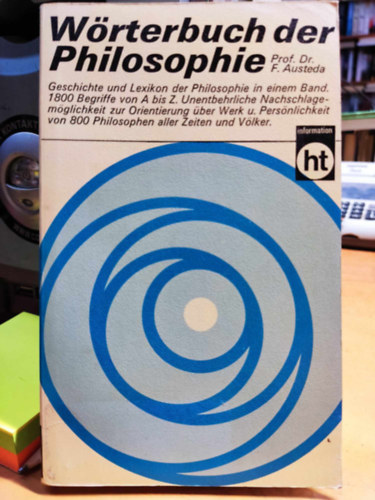 Wörterbuch der
Philosophie
Prof. Dr.
F. Austeda
Geschichte und Lexikon der Philosophie in einem Band.
1800 Begriffe von A bis Z. Unentbehrliche Nachschlage-
möglichkeit zur Orientierung über Werk u. Persönlichkeit
von 800 Philosophen aller Zeiten und Völker.
information
ht